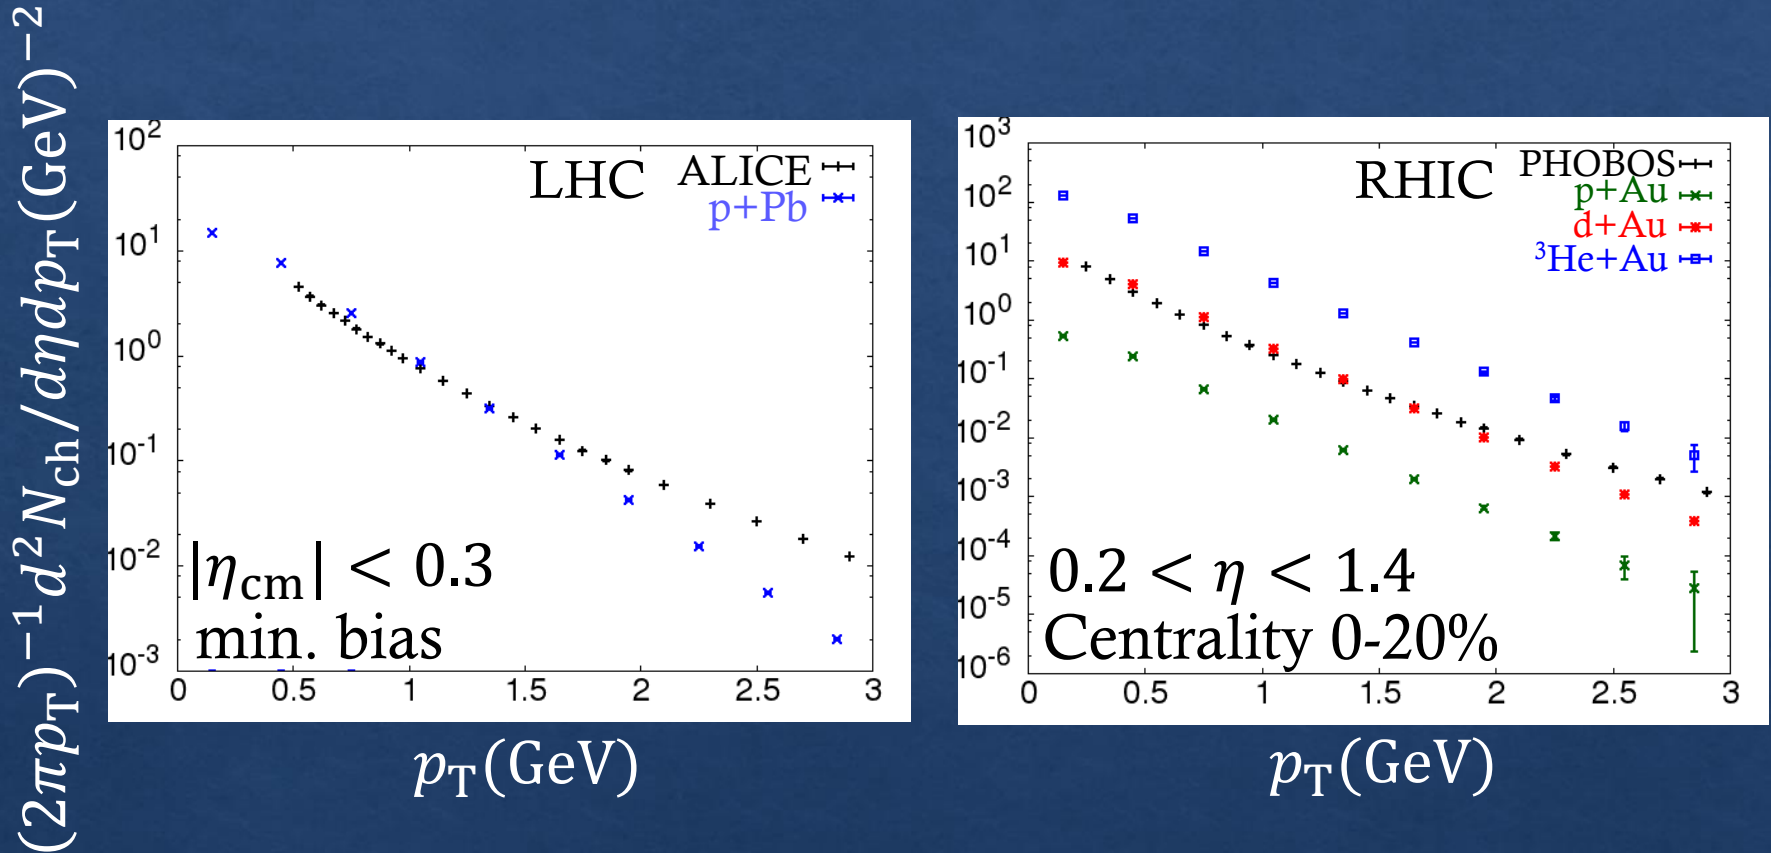 (2πp_T)^−1 d^2 N_ch/dηdp_T(GeV)^−2
LHC
ALICE
p+Pb
10^2
10^1
10^0
10^-1
10^-2
10^-3
|η_cm| < 0.3
min. bias
0 0.5 1 1.5 2 2.5 3
p_T(GeV)
RHIC
PHOBOS
p+Au
d+Au
^3He+Au
10^3
10^2
10^1
10^0
10^-1
10^-2
10^-3
10^-4
10^-5
10^-6
0.2 < η < 1.4
Centrality 0-20%
0 0.5 1 1.5 2 2.5 3
p_T(GeV)